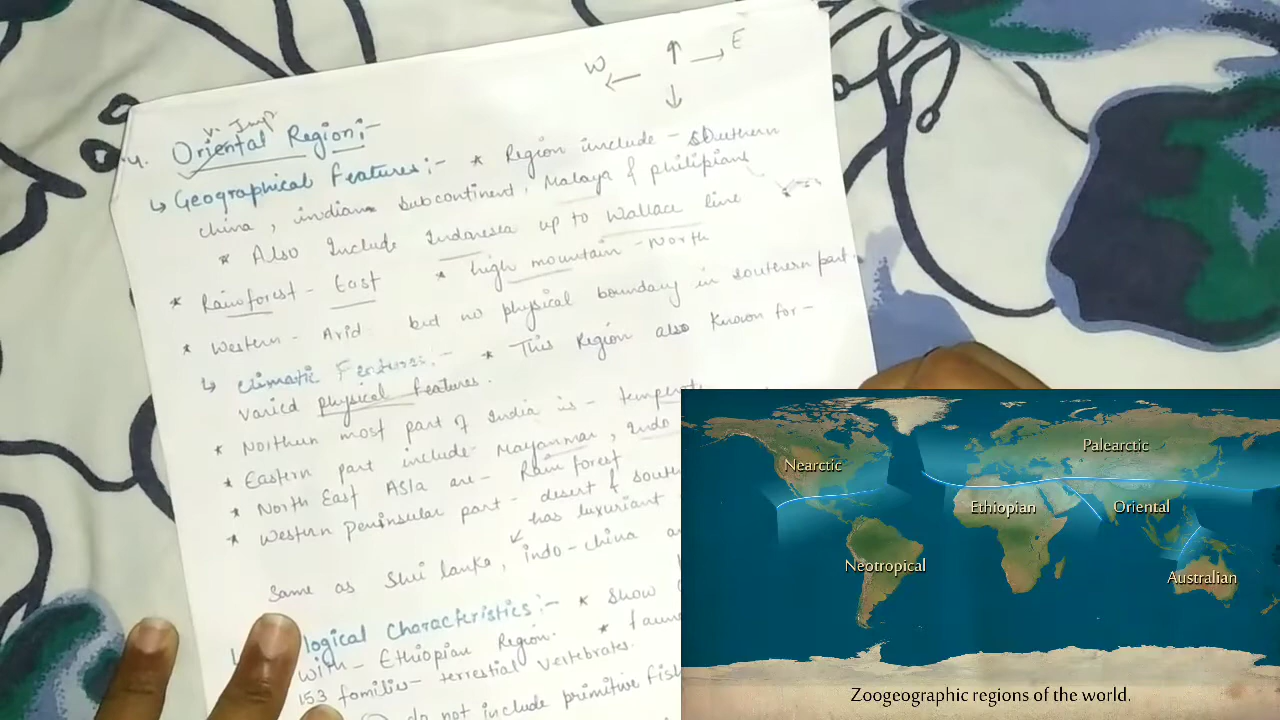 W E
v. Imp
4. Oriental Region:-
↳ Geographical Features:- * Region include - southern
china, indian subcontinent, Malaya & philipians
* Also Include Indonesia up to Wallace line
* Rainforest - East * high mountain - North
* Western - Arid but no physical boundary in southern part.
↳ Climatic Features:- * This Region also known for -
varied physical features.
* Northern most part of India is - temperat
* Eastern part include - Mayanmar, Indo
* North East ASIa are - Rain forest
* Western peninsular part - desert & south
has luxuriant
Same as Shri lanka, indo-china a
logical Characteristics:- * Show
with - Ethiopian Region. * faun
153 families - terrestial vertebrates.
do not include primitive fish
Nearctic
Palearctic
Ethiopian
Oriental
Neotropical
Australian
Zoogeographic regions of the world.